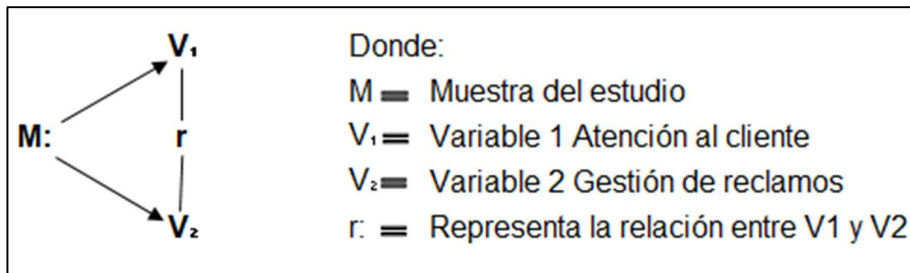 V₁
M:
r
V₂
Donde:
M = Muestra del estudio
V₁= Variable 1 Atención al cliente
V₂= Variable 2 Gestión de reclamos
r: = Representa la relación entre V1 y V2